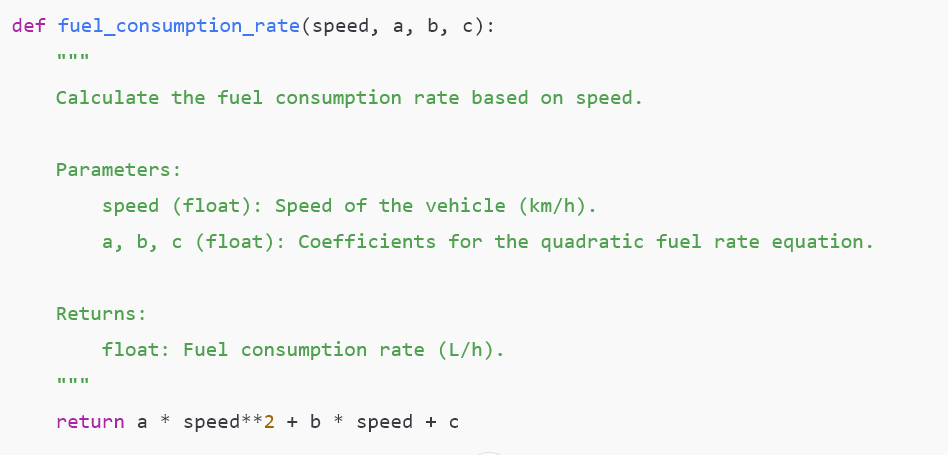 def fuel_consumption_rate(speed, a, b, c):
    """
    Calculate the fuel consumption rate based on speed.
    Parameters:
        speed (float): Speed of the vehicle (km/h).
        a, b, c (float): Coefficients for the quadratic fuel rate equation.
    Returns:
        float: Fuel consumption rate (L/h).
    """
    return a * speed**2 + b * speed + c